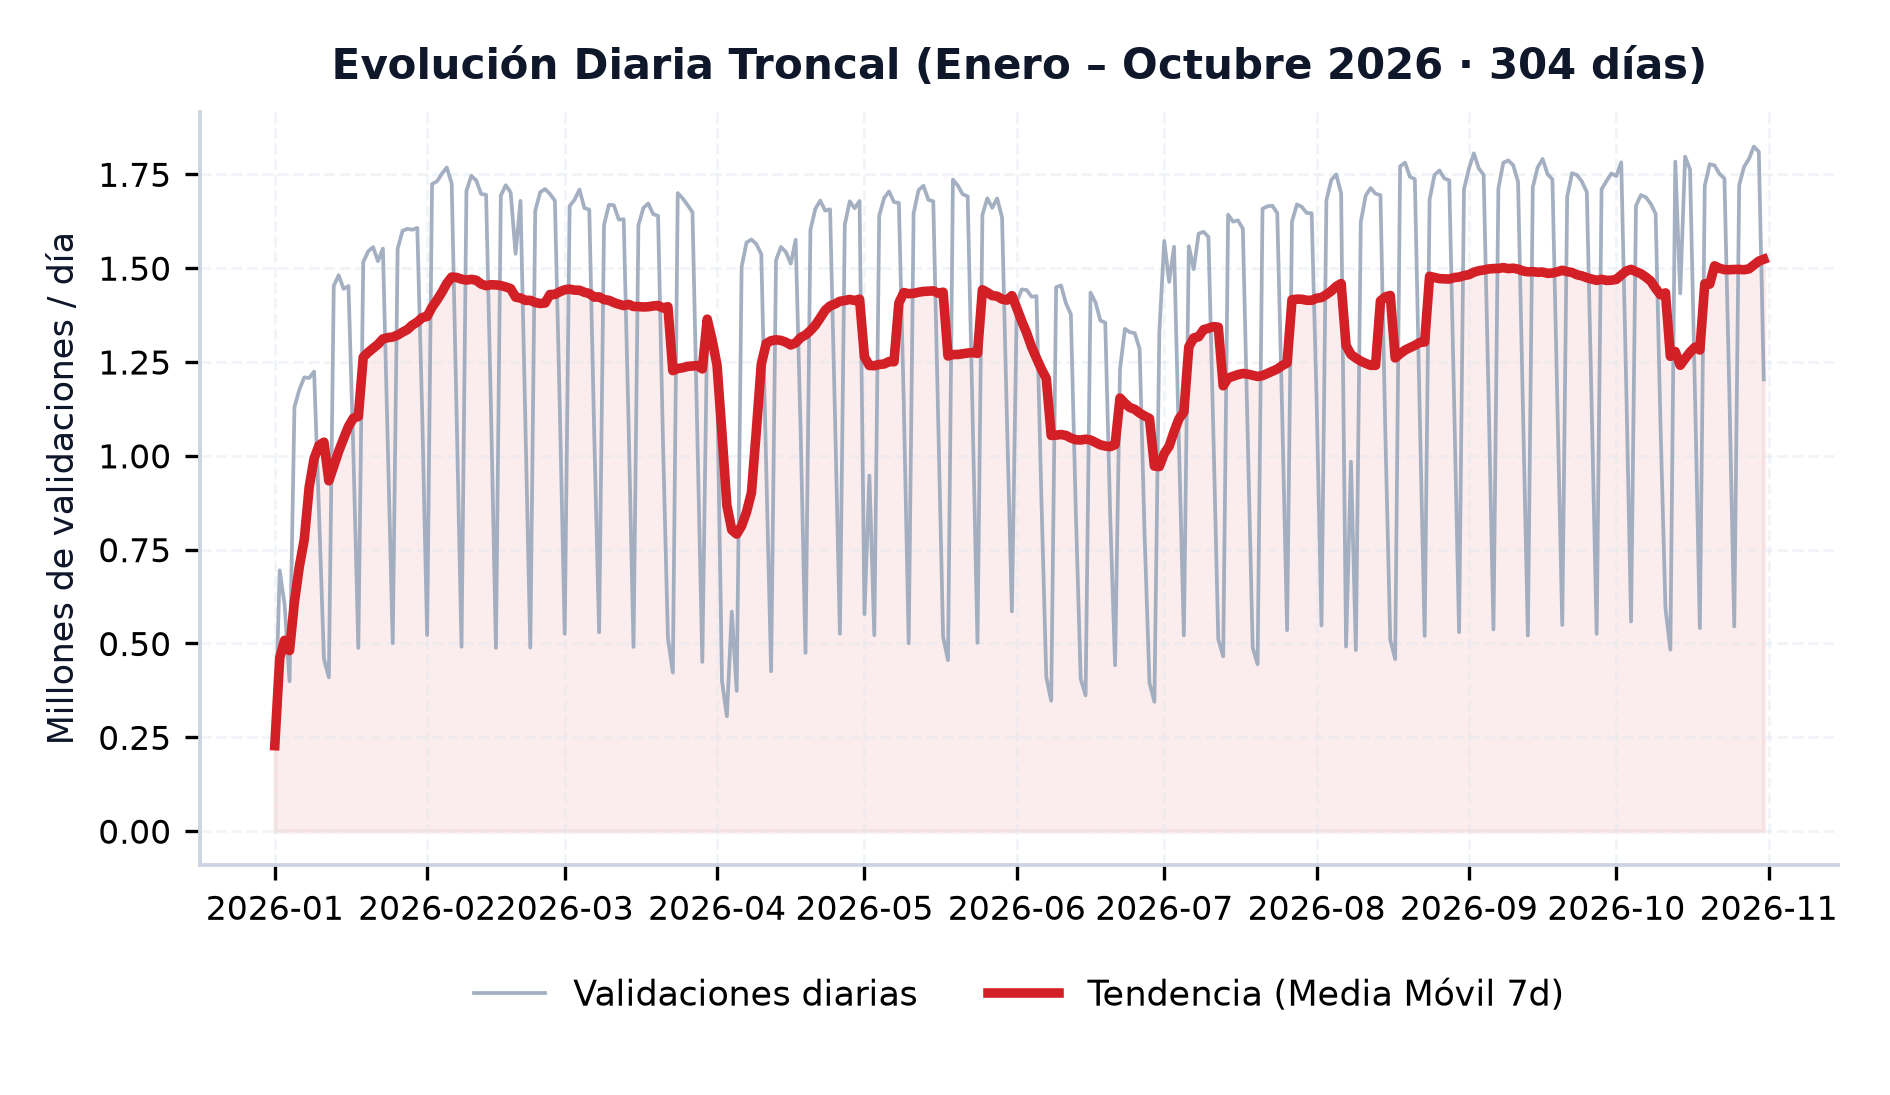 Evolución Diaria Troncal (Enero – Octubre 2026 · 304 días)
Millones de validaciones / día
1.75
1.50
1.25
1.00
0.75
0.50
0.25
0.00
2026-01 2026-02 2026-03 2026-04 2026-05 2026-06 2026-07 2026-08 2026-09 2026-10 2026-11
Validaciones diarias Tendencia (Media Móvil 7d)